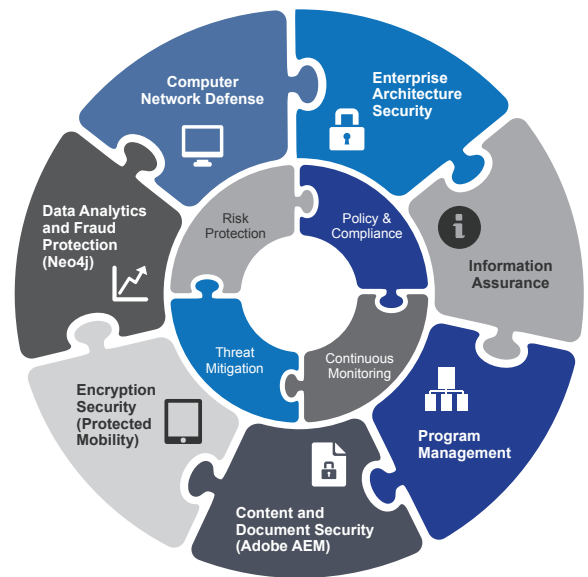 Computer
Network Defense
Enterprise
Architecture
Security
Data Analytics
and Fraud
Protection
(Neo4j)
Risk
Protection
Policy &
Compliance
i
Information
Assurance
Threat
Mitigation
Continuous
Monitoring
Encryption
Security
(Protected
Mobility)
Program
Management
Content and
Document Security
(Adobe AEM)